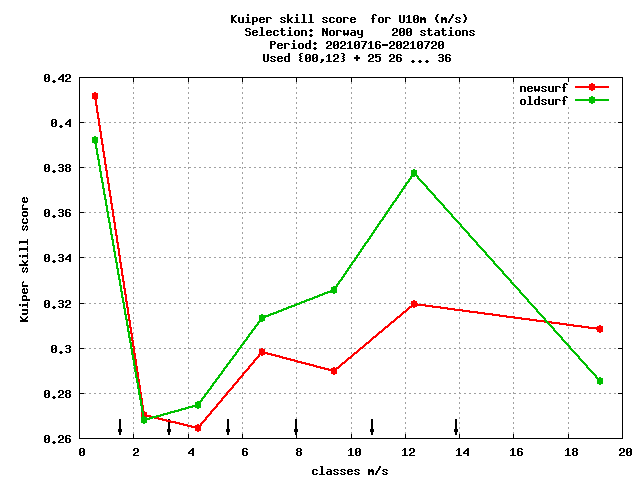 Kuiper skill score  for U10m (m/s)
Selection: Norway    200 stations
Period: 20210716-20210720
Used {00,12} + 25 26 ... 36
newsurf
oldsurf
Kuiper skill score
0.42
0.4
0.38
0.36
0.34
0.32
0.3
0.28
0.26
0 2 4 6 8 10 12 14 16 18 20
classes m/s